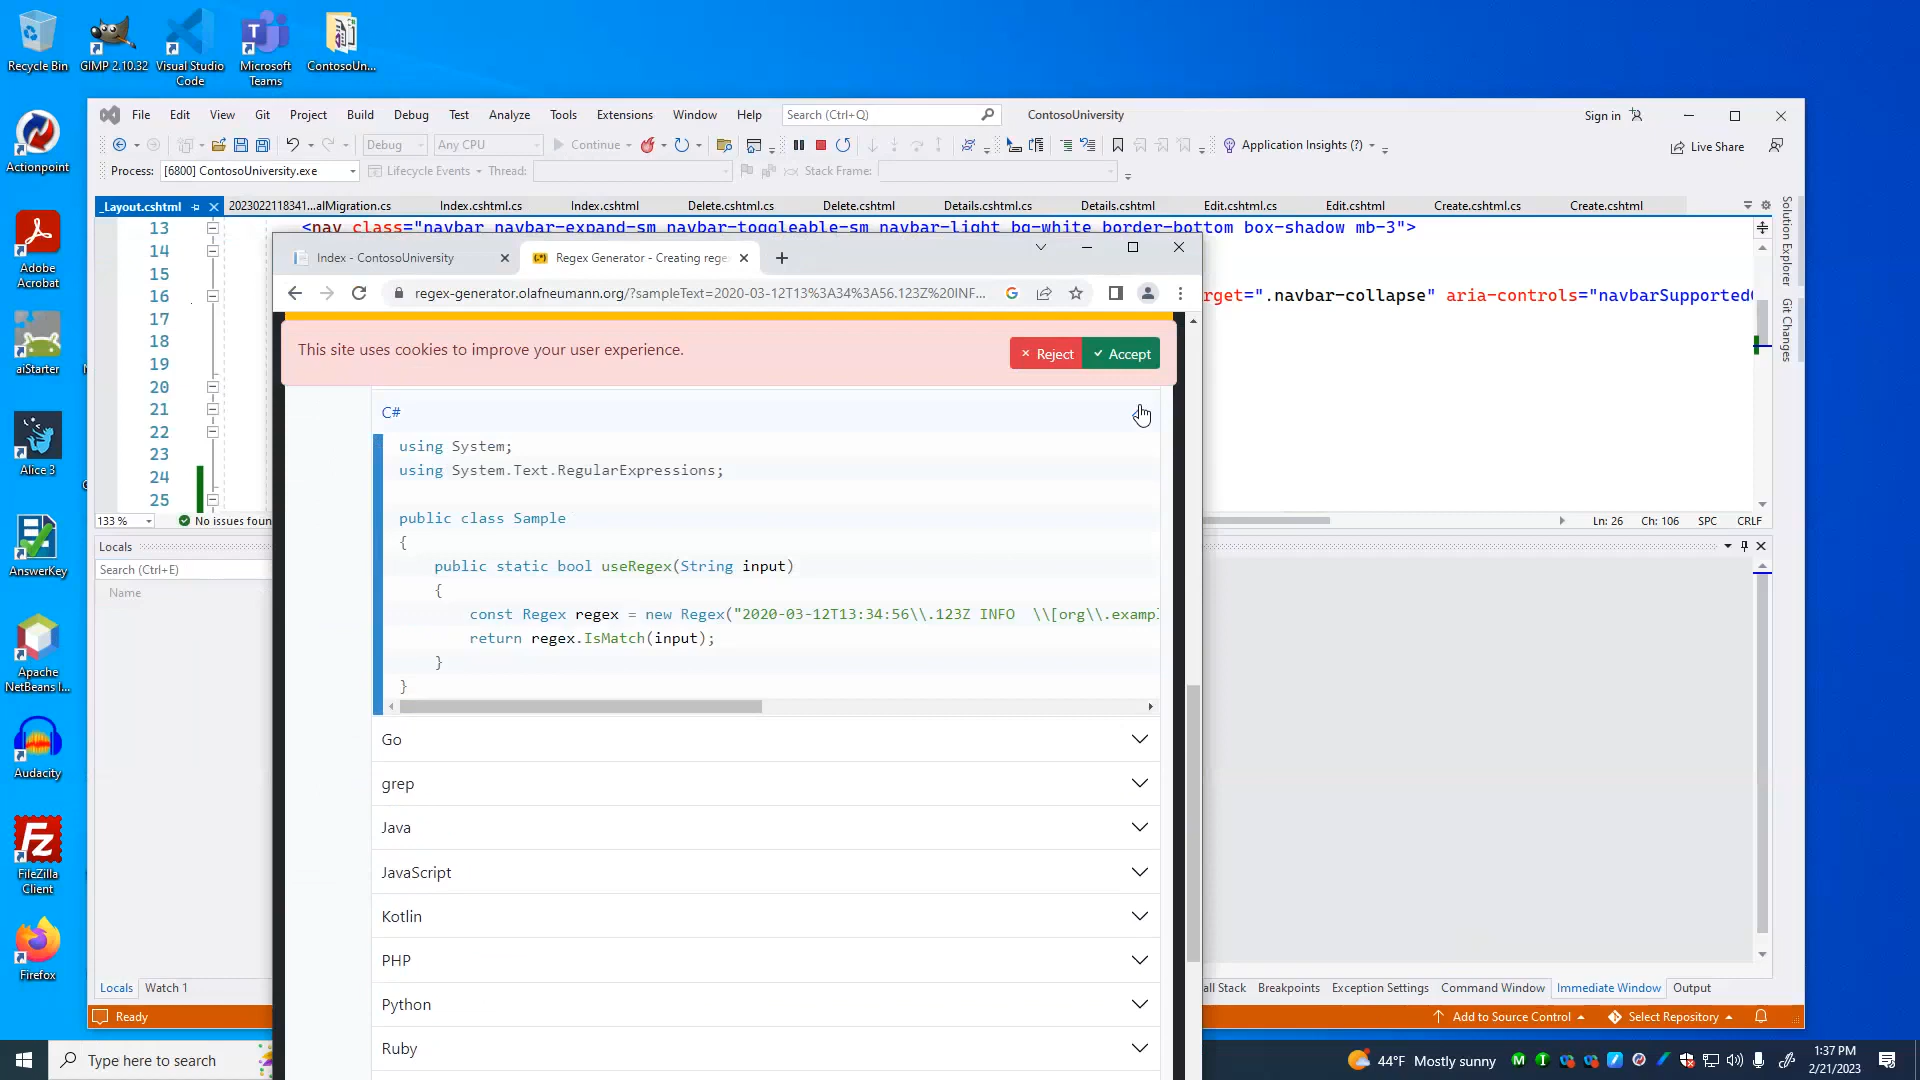 Recycle Bin
GIMP 2.10.32
Visual Studio
Code
Microsoft
Teams
ContosoUn...
Actionpoint
Adobe
Acrobat
aiStarter
Alice 3
AnswerKey
Apache
NetBeans I...
Audacity
FileZilla
Client
Firefox
File Edit View Git Project Build Debug Test Analyze Tools Extensions Window Help Search (Ctrl+Q) ContosoUniversity Sign in
Debug Any CPU Continue Application Insights (?) Live Share
Process: [6800] ContosoUniversity.exe Lifecycle Events Thread: Stack Frame:
_Layout.cshtml 2023022118341...alMigration.cs Index.cshtml.cs Index.cshtml Delete.cshtml.cs Delete.cshtml Details.cshtml.cs Details.cshtml Edit.cshtml.cs Edit.cshtml Create.cshtml.cs Create.cshtml
13 <nav class="navbar navbar-expand-sm navbar-toggleable-sm navbar-light bg-white border-bottom box-shadow mb-3">
14
15
16 rget=".navbar-collapse" aria-controls="navbarSupported
17
18
19
20
21
22
23
24
25
Solution Explorer
Git Changes
133 % No issues foun Ln: 26 Ch: 106 SPC CRLF
Index - ContosoUniversity
Regex Generator - Creating rege
regex-generator.olafneumann.org/?sampleText=2020-03-12T13%3A34%3A56.123Z%20INF...
This site uses cookies to improve your user experience.
Reject Accept
C#
using System;
using System.Text.RegularExpressions;
public class Sample
{
public static bool useRegex(String input)
{
const Regex regex = new Regex("2020-03-12T13:34:56\\.123Z INFO  \\[org\\.exampl
return regex.IsMatch(input);
}
}
Go
grep
Java
JavaScript
Kotlin
PHP
Python
Ruby
Locals
Search (Ctrl+E)
Name
Locals Watch 1
all Stack Breakpoints Exception Settings Command Window Immediate Window Output
Ready Add to Source Control Select Repository
Type here to search
44°F Mostly sunny
1:37 PM
2/21/2023